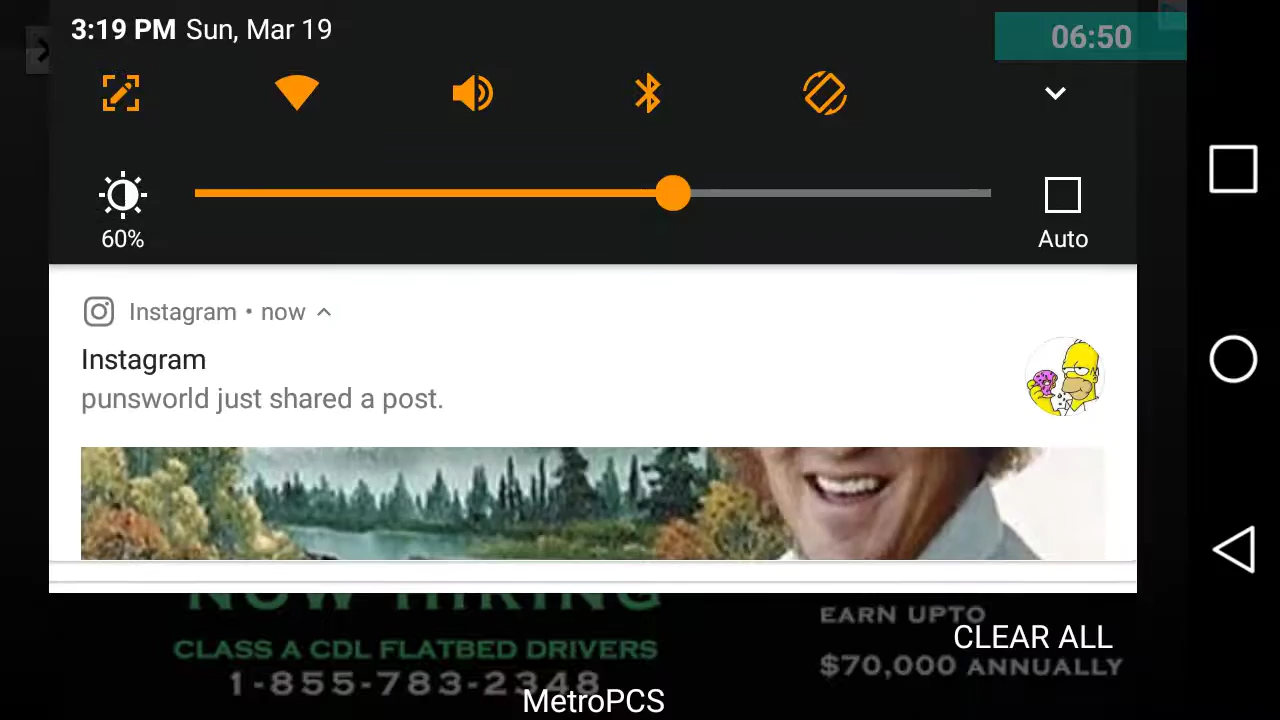 3:19 PM Sun, Mar 19
06:50
60%
Auto
Instagram • now
Instagram
punsworld just shared a post.
NOW HIRING
CLASS A CDL FLATBED DRIVERS
1-855-783-2348
EARN UPTO
$70,000 ANNUALLY
CLEAR ALL
MetroPCS